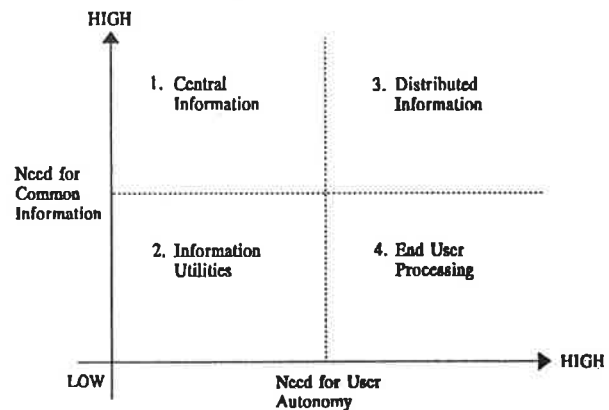 HIGH
1. Central
Information
3. Distributed
Information
Need for
Common
Information
2. Information
Utilities
4. End User
Processing
LOW
Need for User
Autonomy
HIGH